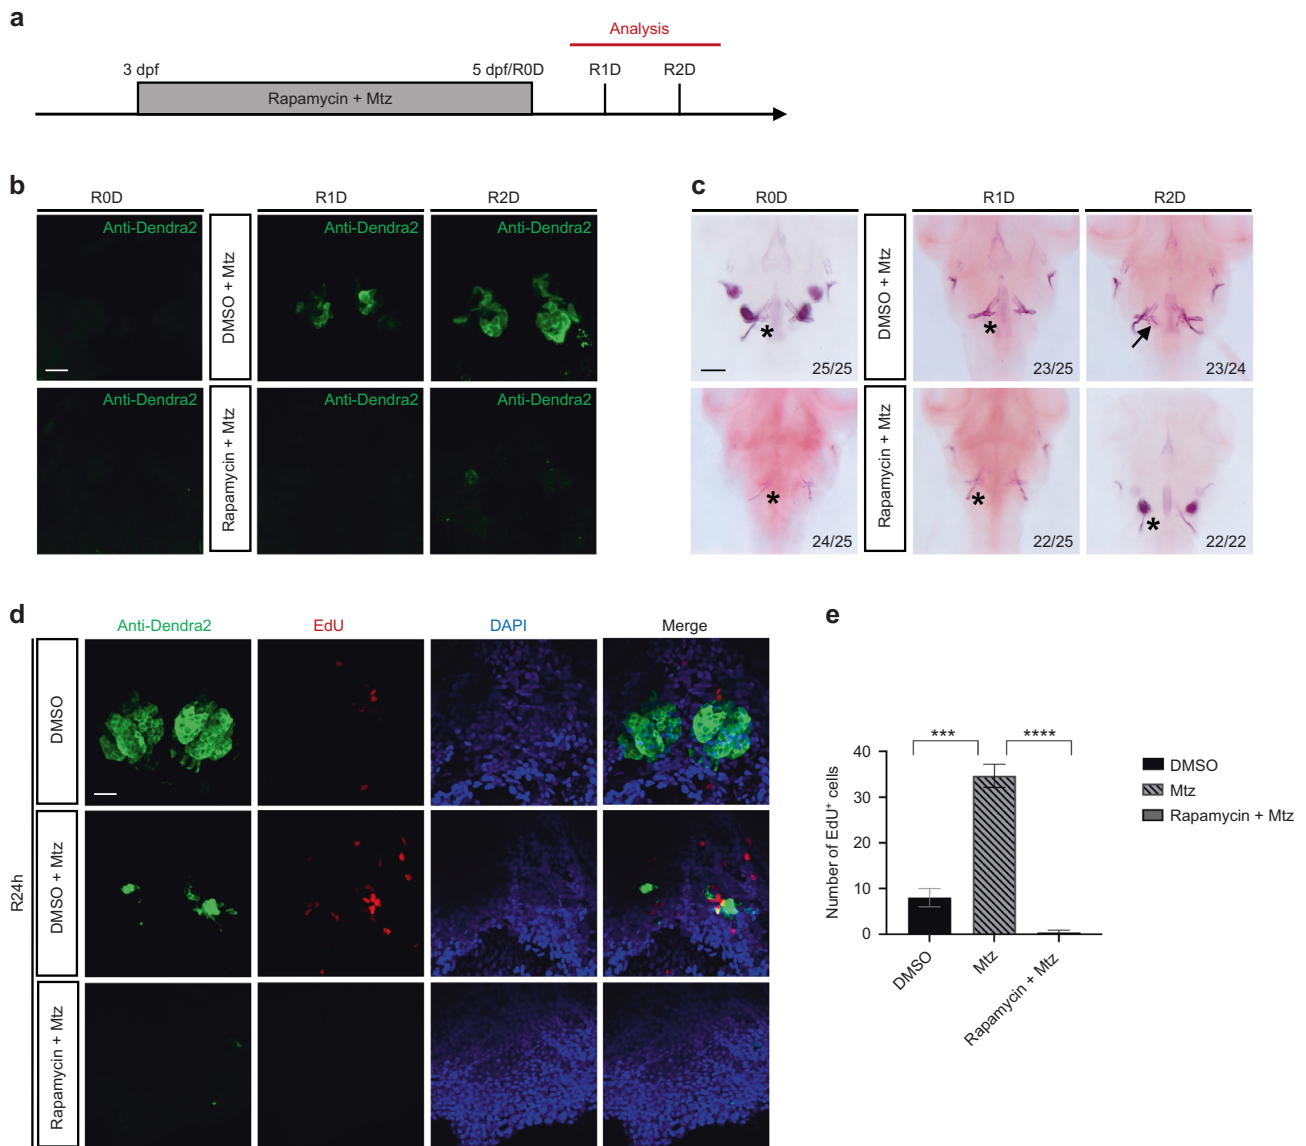 a
Analysis
3 dpf
5 dpf/R0D
R1D
R2D
Rapamycin + Mtz
b
R0D
R1D
R2D
Anti-Dendra2
DMSO + Mtz
Anti-Dendra2
Anti-Dendra2
Anti-Dendra2
Rapamycin + Mtz
Anti-Dendra2
Anti-Dendra2
c
R0D
R1D
R2D
*
25/25
DMSO + Mtz
*
23/25
23/24
*
24/25
Rapamycin + Mtz
*
22/25
*
22/22
d
Anti-Dendra2
EdU
DAPI
Merge
R24h
DMSO
DMSO + Mtz
Rapamycin + Mtz
e
***
****
Number of EdU⁺ cells
40
30
20
10
0
DMSO
Mtz
Rapamycin + Mtz
DMSO
Mtz
Rapamycin + Mtz